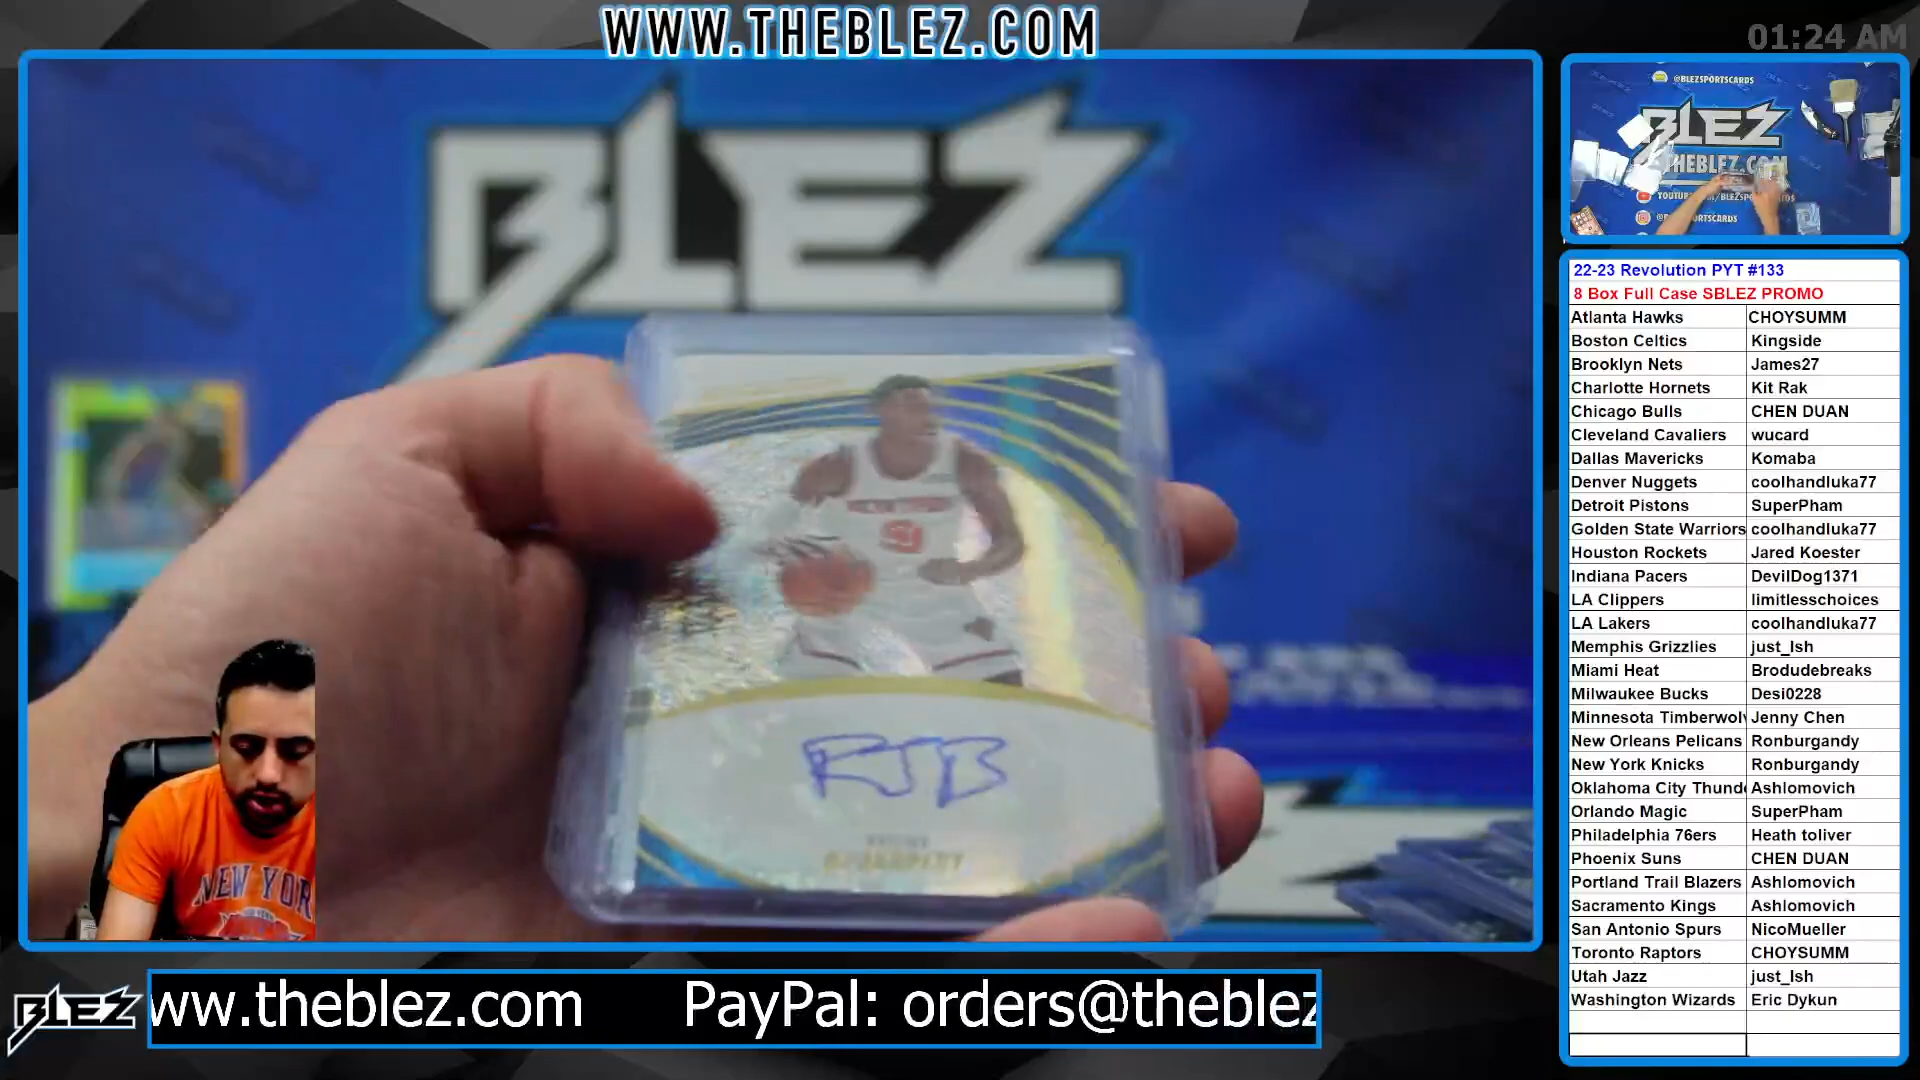 WWW.THEBLEZ.COM
01:24 AM
BLEZ
@BLEZSPORTSCARDS
BLEZ
THEBLEZ.COM
NEW YORK
9
RJB
RJ BARRETT
NEW YOR
22-23 Revolution PYT #133
8 Box Full Case SBLEZ PROMO
Atlanta Hawks CHOYSUMM
Boston Celtics Kingside
Brooklyn Nets James27
Charlotte Hornets Kit Rak
Chicago Bulls CHEN DUAN
Cleveland Cavaliers wucard
Dallas Mavericks Komaba
Denver Nuggets coolhandluka77
Detroit Pistons SuperPham
Golden State Warriors coolhandluka77
Houston Rockets Jared Koester
Indiana Pacers DevilDog1371
LA Clippers limitlesschoices
LA Lakers coolhandluka77
Memphis Grizzlies just_Ish
Miami Heat Brodudebreaks
Milwaukee Bucks Desi0228
Minnesota Timberwolv Jenny Chen
New Orleans Pelicans Ronburgandy
New York Knicks Ronburgandy
Oklahoma City Thund Ashlomovich
Orlando Magic SuperPham
Philadelphia 76ers Heath toliver
Phoenix Suns CHEN DUAN
Portland Trail Blazers Ashlomovich
Sacramento Kings Ashlomovich
San Antonio Spurs NicoMueller
Toronto Raptors CHOYSUMM
Utah Jazz just_Ish
Washington Wizards Eric Dykun
BLEZ
ww.theblez.com PayPal: orders@theblez